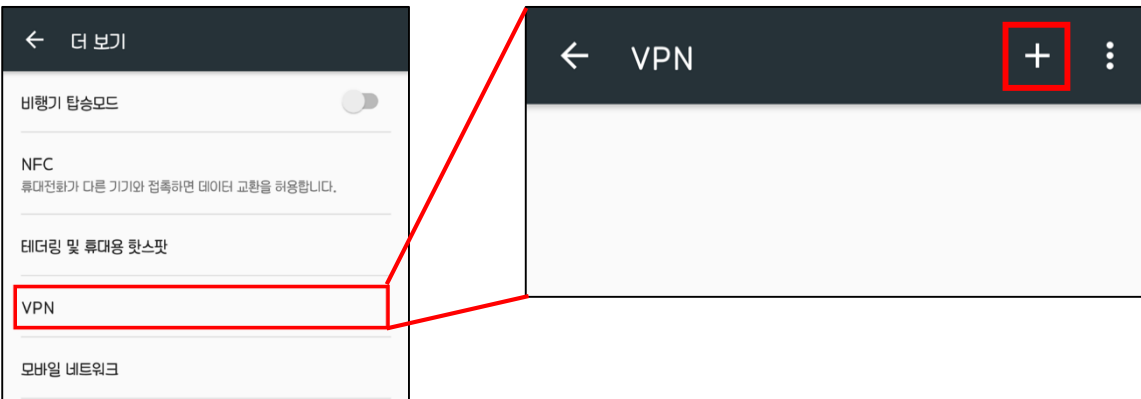 더 보기
비행기 탑승모드
NFC
휴대전화가 다른 기기와 접촉하면 데이터 교환을 허용합니다.
테더링 및 휴대용 핫스팟
VPN
모바일 네트워크
VPN